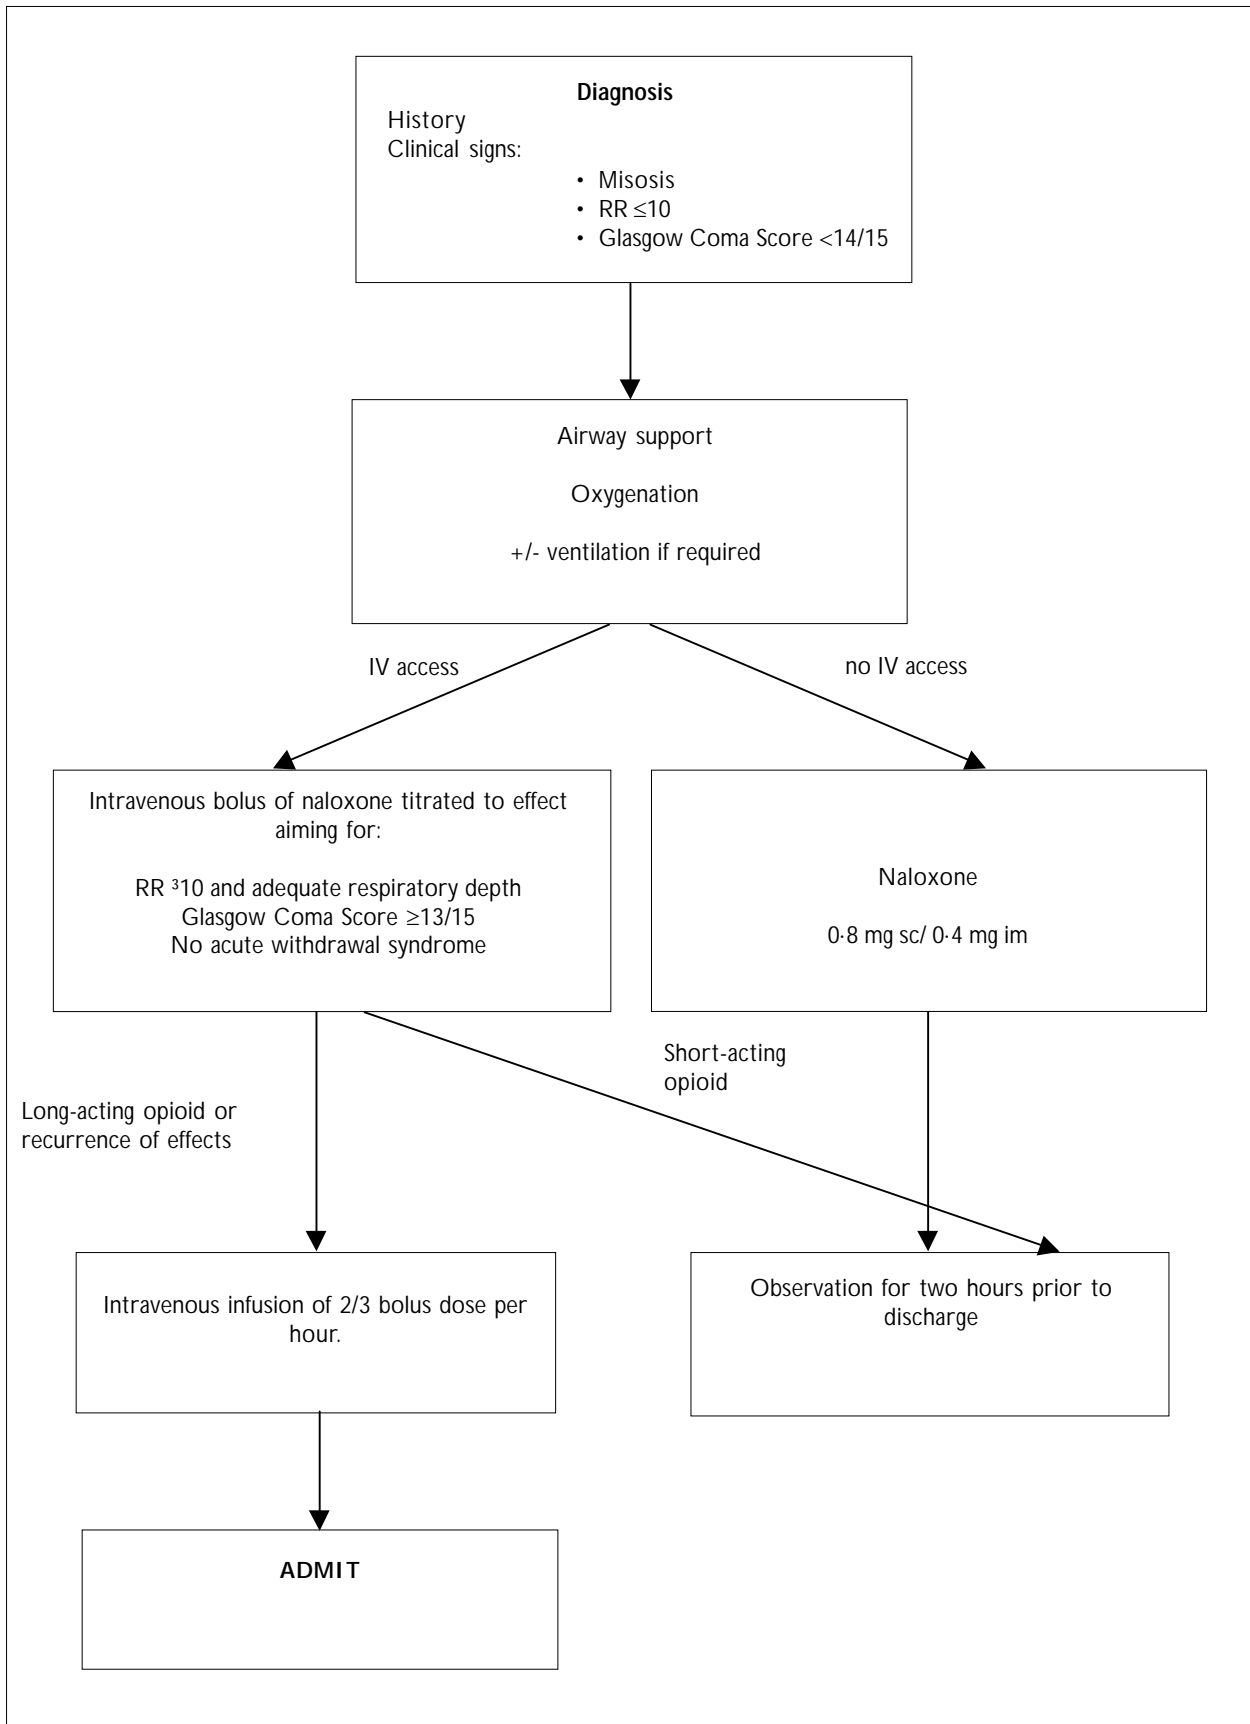 Diagnosis
History
Clinical signs:
• Misosis
• RR ≤10
• Glasgow Coma Score <14/15
Airway support
Oxygenation
+/- ventilation if required
IV access
no IV access
Intravenous bolus of naloxone titrated to effect
aiming for:
RR ³10 and adequate respiratory depth
Glasgow Coma Score ≥13/15
No acute withdrawal syndrome
Naloxone
0·8 mg sc/ 0·4 mg im
Short-acting
opioid
Long-acting opioid or
recurrence of effects
Intravenous infusion of 2/3 bolus dose per
hour.
Observation for two hours prior to
discharge
ADMIT